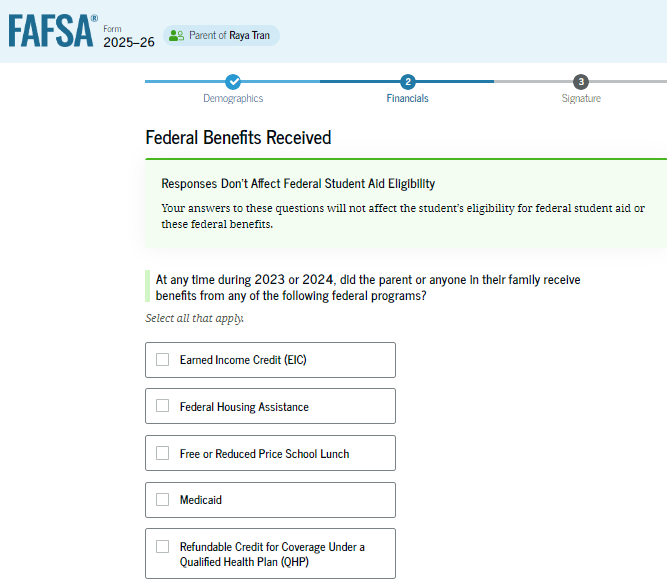 FAFSA®
Form
2025–26
Parent of Raya Tran
2
3
Demographics
Financials
Signature
Federal Benefits Received
Responses Don't Affect Federal Student Aid Eligibility
Your answers to these questions will not affect the student's eligibility for federal student aid or
these federal benefits.
At any time during 2023 or 2024, did the parent or anyone in their family receive
benefits from any of the following federal programs?
Select all that apply.
Earned Income Credit (EIC)
Federal Housing Assistance
Free or Reduced Price School Lunch
Medicaid
Refundable Credit for Coverage Under a
Qualified Health Plan (QHP)